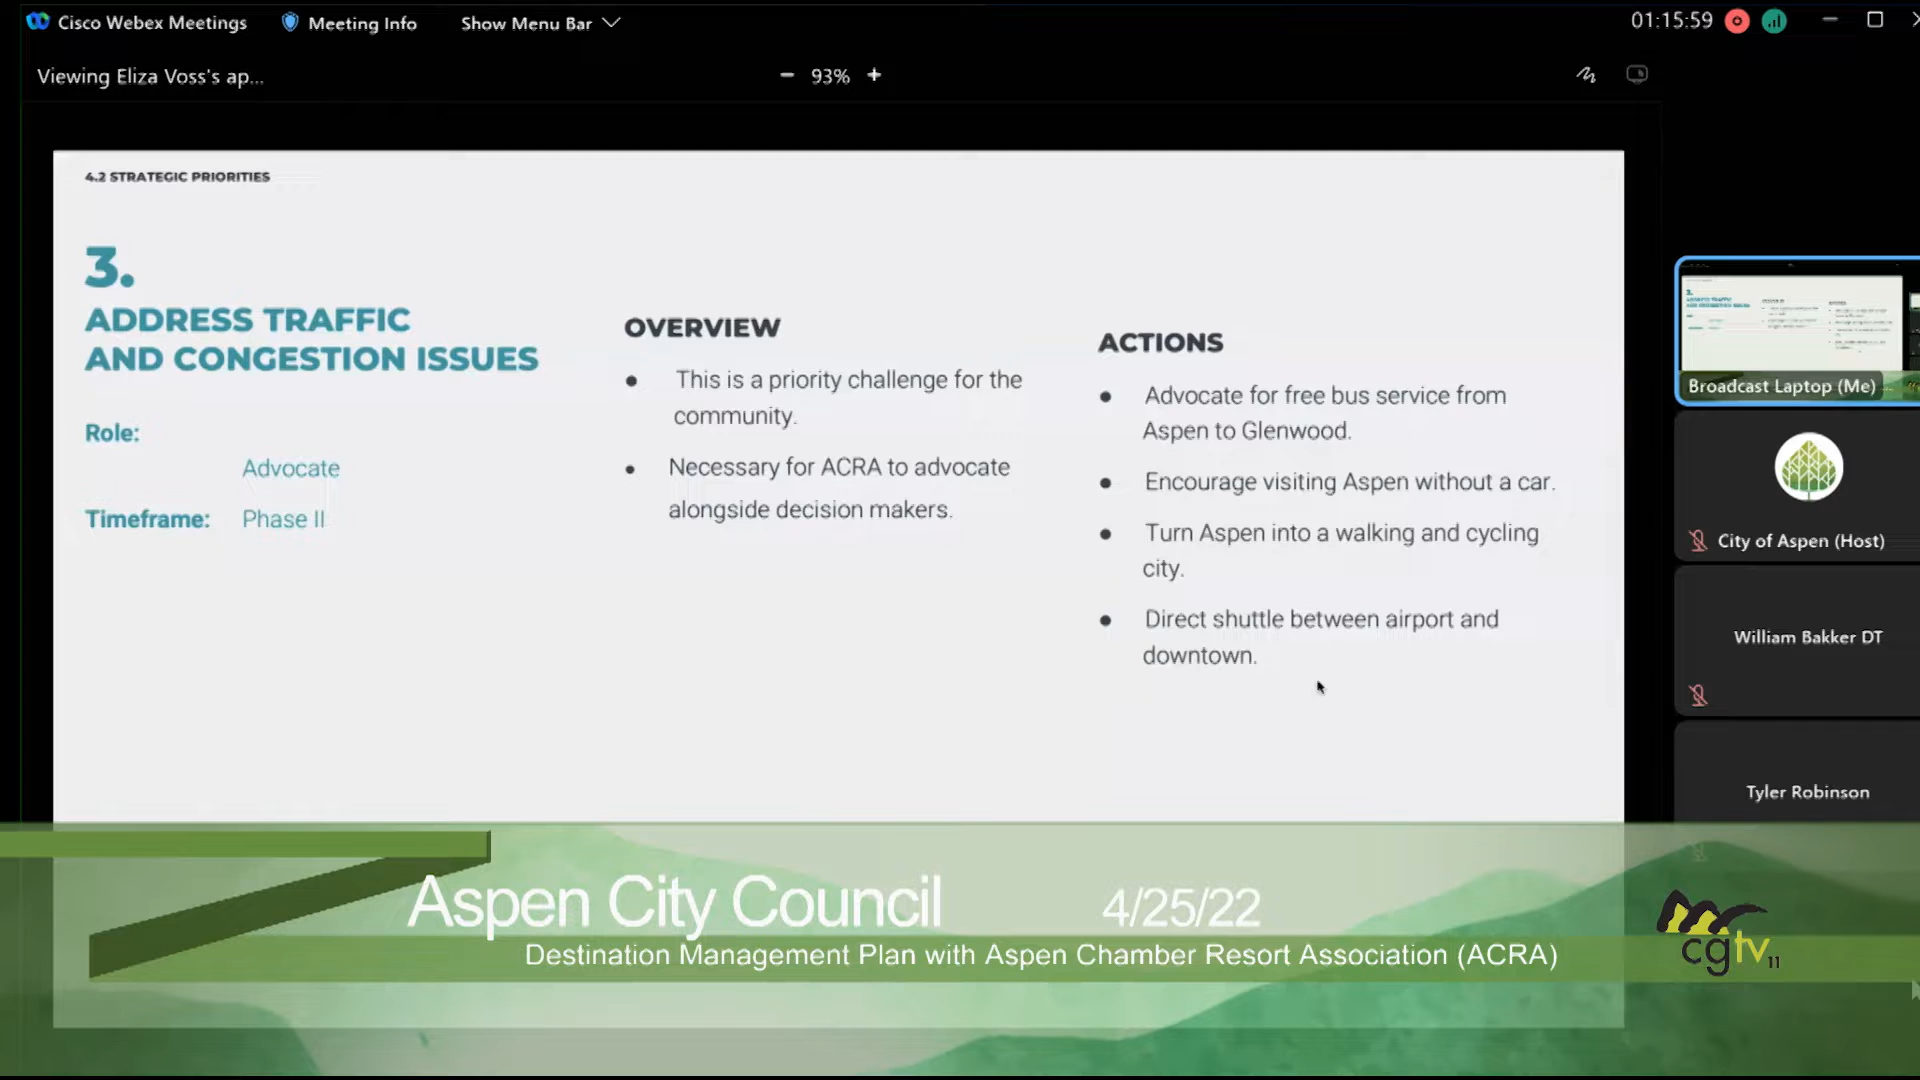 Cisco Webex Meetings
Meeting Info
Show Menu Bar
01:15:59
Viewing Eliza Voss's ap...
93%
4.2 STRATEGIC PRIORITIES
3.
ADDRESS TRAFFIC
AND CONGESTION ISSUES
Role:
Advocate
Timeframe: Phase II
OVERVIEW
● This is a priority challenge for the
community.
● Necessary for ACRA to advocate
alongside decision makers.
ACTIONS
● Advocate for free bus service from
Aspen to Glenwood.
● Encourage visiting Aspen without a car.
● Turn Aspen into a walking and cycling
city.
● Direct shuttle between airport and
downtown.
Broadcast Laptop (Me) ...
City of Aspen (Host)
William Bakker DT
Tyler Robinson
Aspen City Council 4/25/22
Destination Management Plan with Aspen Chamber Resort Association (ACRA)
cgtv 11